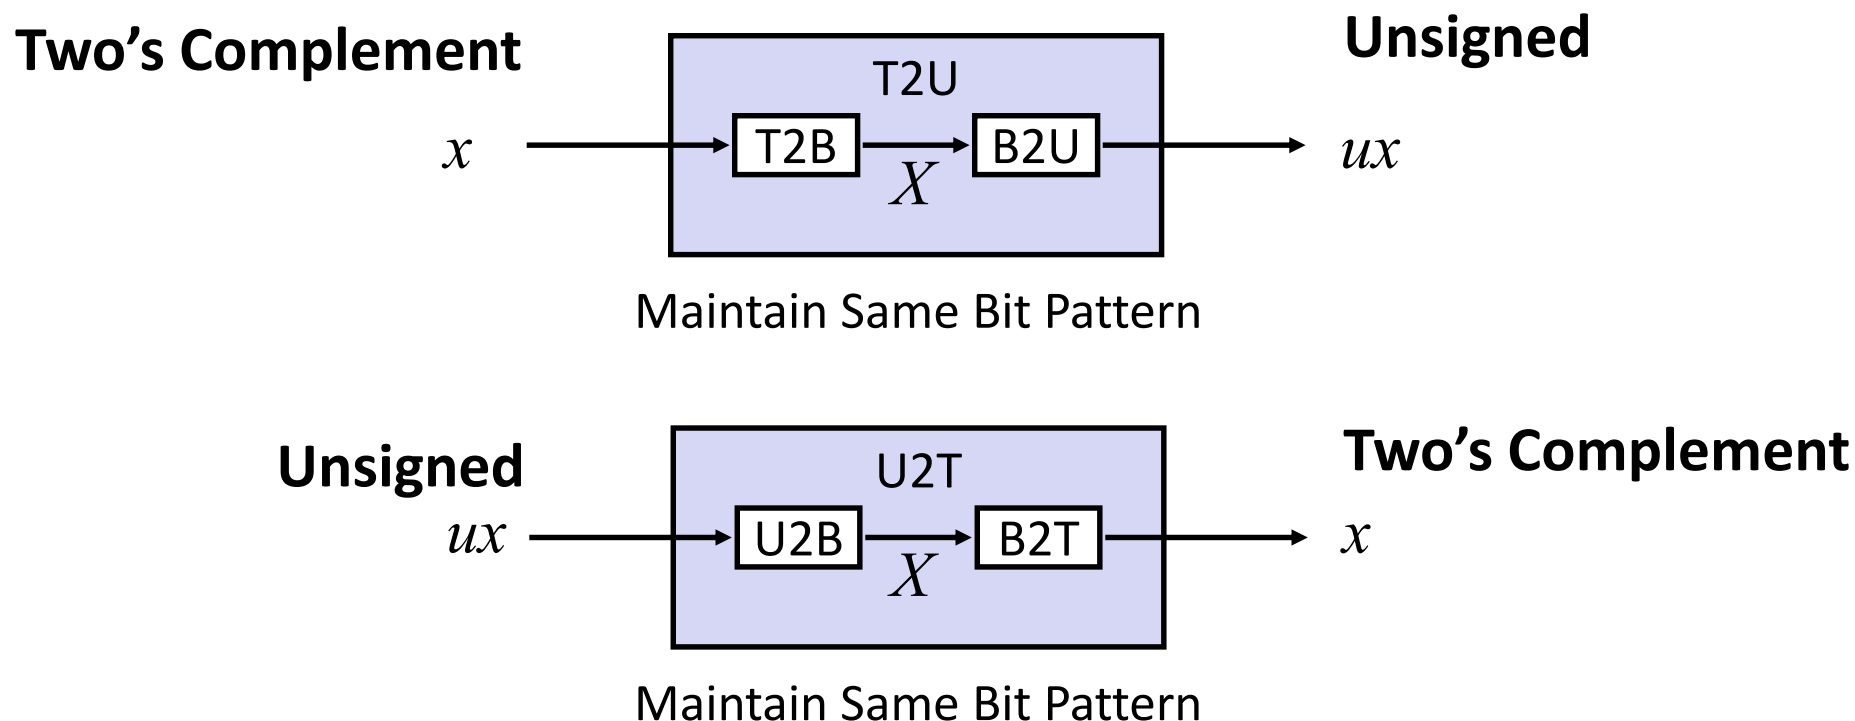 Two's Complement
Unsigned
T2U
x
T2B
X
B2U
ux
Maintain Same Bit Pattern
Unsigned
Two's Complement
U2T
ux
U2B
X
B2T
x
Maintain Same Bit Pattern